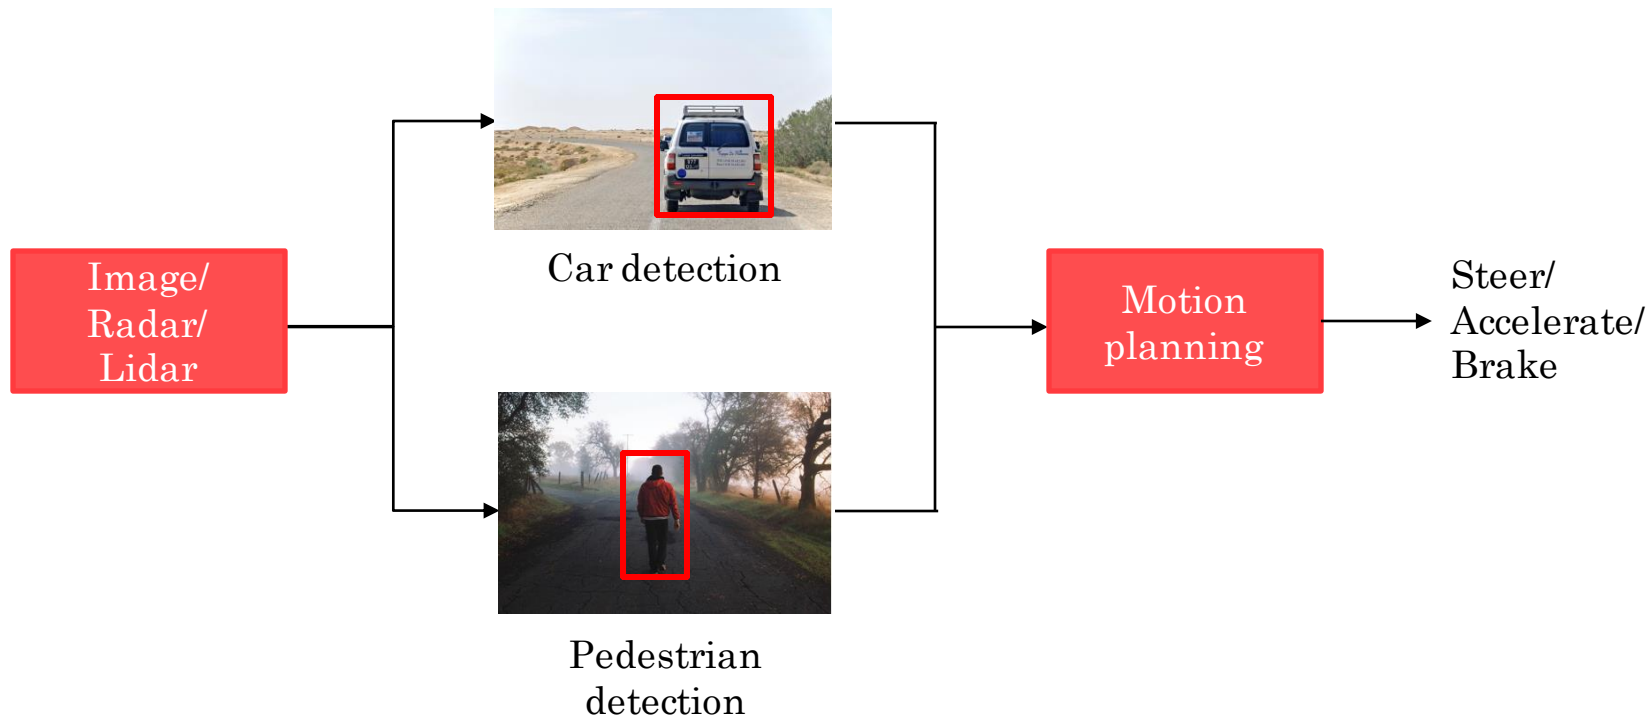 Image/
Radar/
Lidar
Car detection
Pedestrian
detection
Motion
planning
Steer/
Accelerate/
Brake